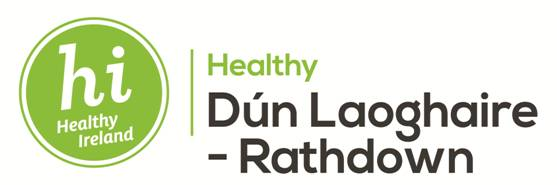 hi
Healthy
Ireland
Healthy
Dún Laoghaire
- Rathdown